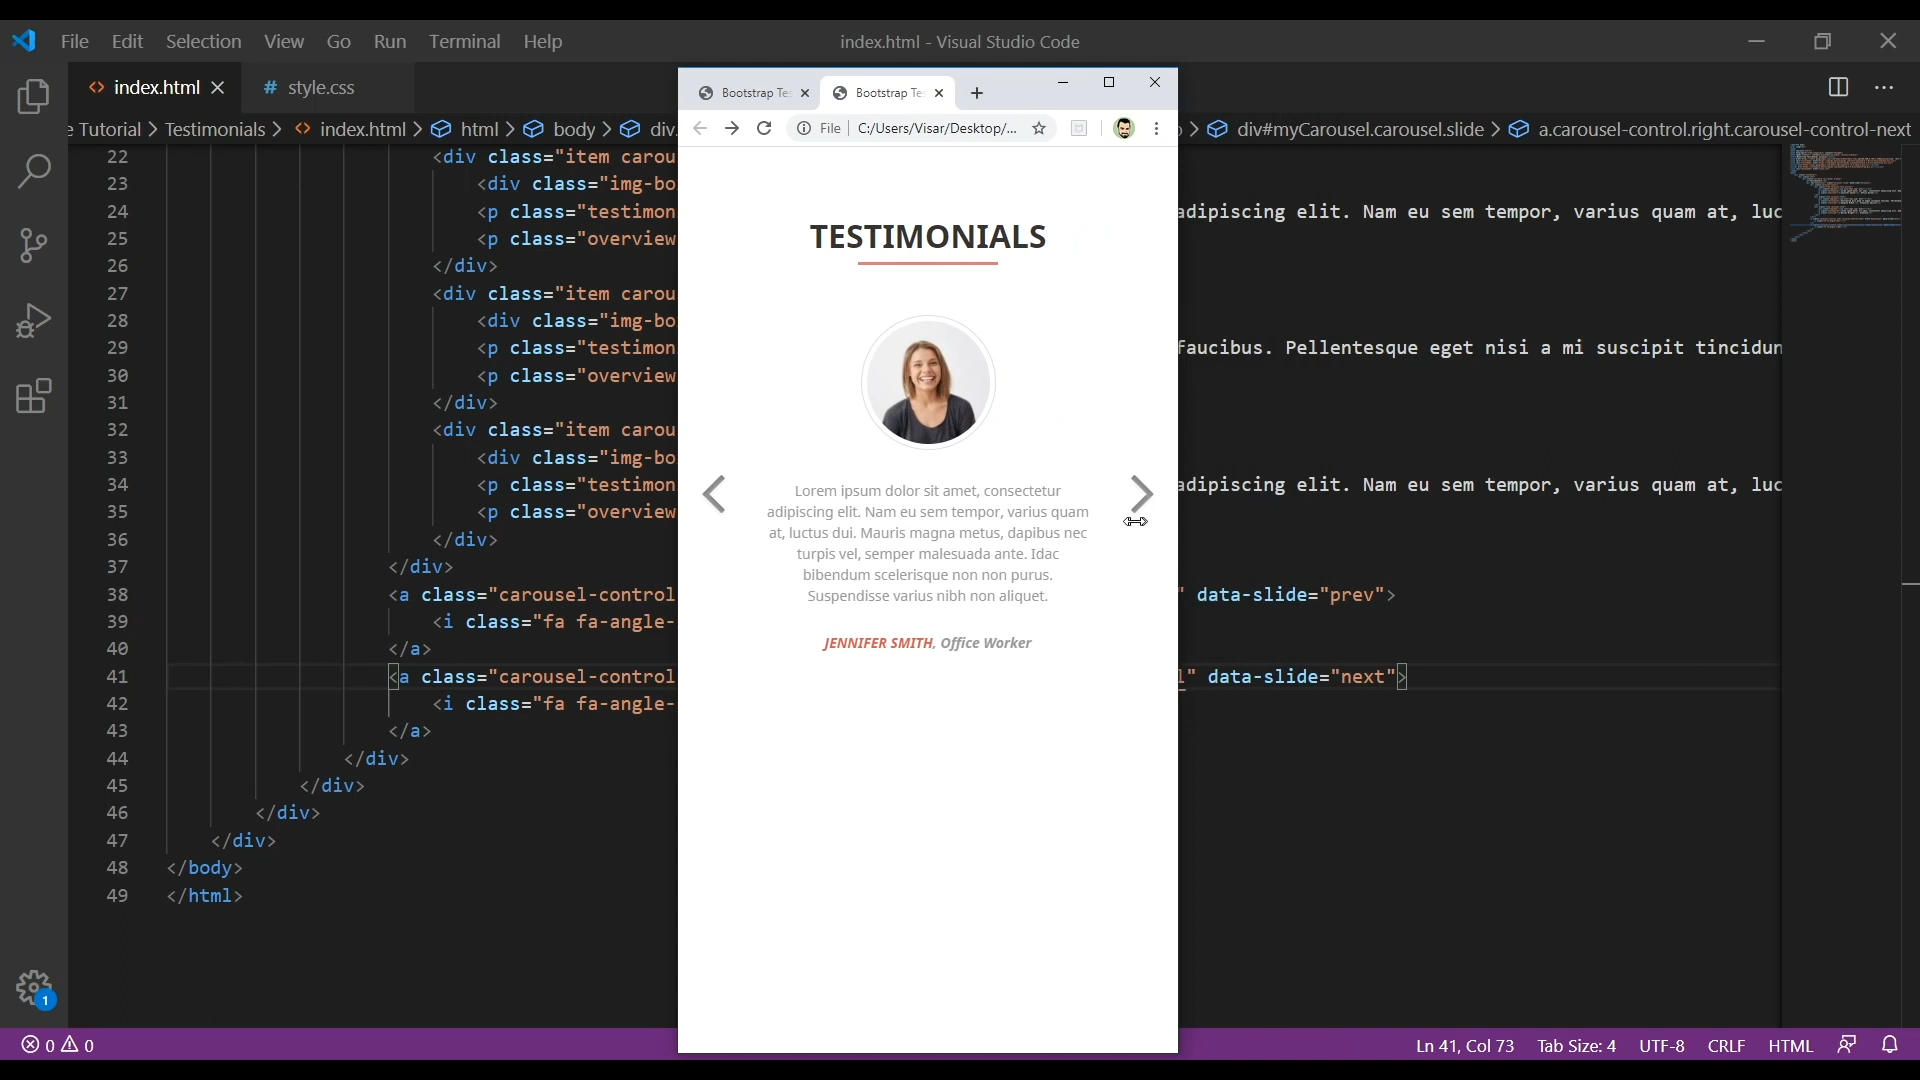 File Edit Selection View Go Run Terminal Help
index.html - Visual Studio Code
<> index.html
# style.css
Bootstrap Te
Bootstrap Te
e Tutorial > Testimonials > <> index.html > html > body > div.
File C:/Users/Visar/Desktop/...
> div#myCarousel.carousel.slide > a.carousel-control.right.carousel-control-next
22 <div class="item carou
23 <div class="img-bo
24 <p class="testimon adipiscing elit. Nam eu sem tempor, varius quam at, luc
25 <p class="overview
26 </div>
27 <div class="item carou
28 <div class="img-bo
29 <p class="testimon faucibus. Pellentesque eget nisi a mi suscipit tincidun
30 <p class="overview
31 </div>
32 <div class="item carou
33 <div class="img-bo
34 <p class="testimon adipiscing elit. Nam eu sem tempor, varius quam at, luc
35 <p class="overview
36 </div>
37 </div>
38 <a class="carousel-control " data-slide="prev">
39 <i class="fa fa-angle-
40 </a>
41 <a class="carousel-control l" data-slide="next">
42 <i class="fa fa-angle-
43 </a>
44 </div>
45 </div>
46 </div>
47 </div>
48 </body>
49 </html>
TESTIMONIALS
Lorem ipsum dolor sit amet, consectetur
adipiscing elit. Nam eu sem tempor, varius quam
at, luctus dui. Mauris magna metus, dapibus nec
turpis vel, semper malesuada ante. Idac
bibendum scelerisque non non purus.
Suspendisse varius nibh non aliquet.
JENNIFER SMITH, Office Worker
1
0 0
Ln 41, Col 73 Tab Size: 4 UTF-8 CRLF HTML